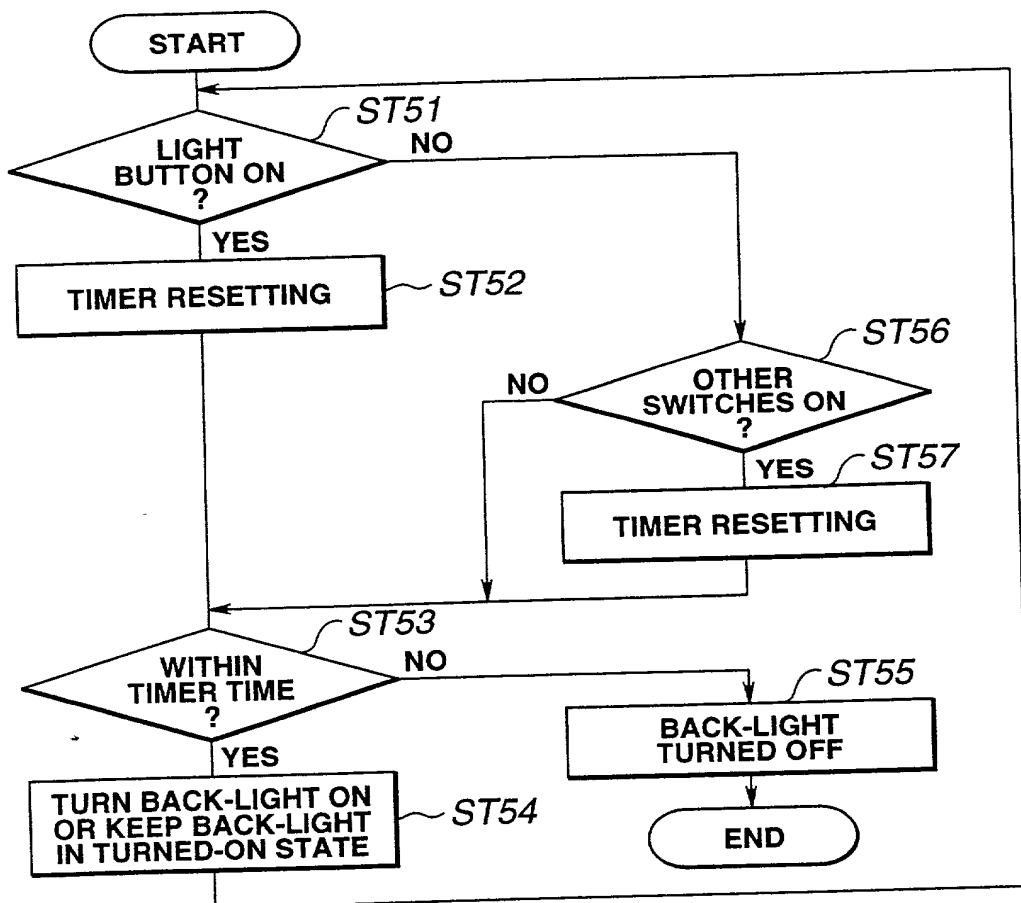 START
ST51
LIGHT
BUTTON ON
?
NO
YES
TIMER RESETTING
ST52
ST56
OTHER
SWITCHES ON
?
NO
YES
ST57
TIMER RESETTING
ST53
WITHIN
TIMER TIME
?
NO
YES
ST55
BACK-LIGHT
TURNED OFF
TURN BACK-LIGHT ON
OR KEEP BACK-LIGHT
IN TURNED-ON STATE
ST54
END